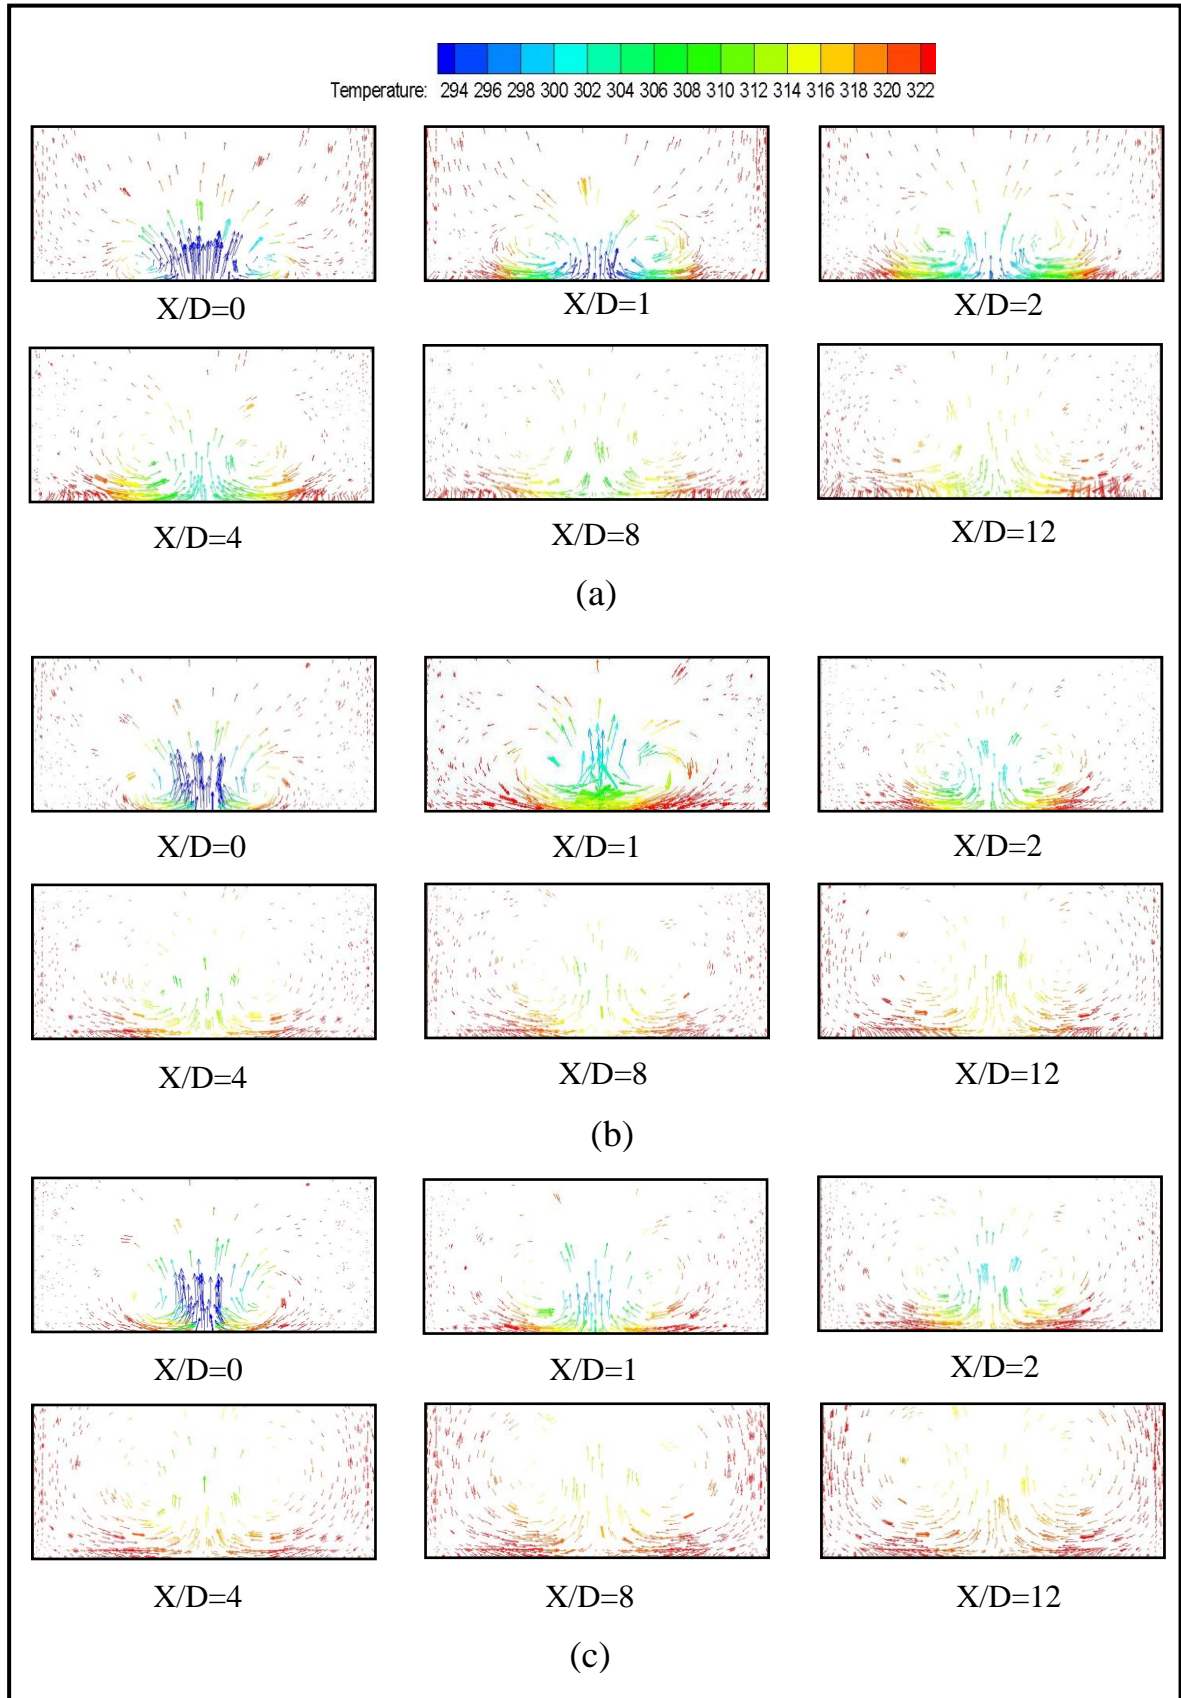 Temperature: 294 296 298 300 302 304 306 308 310 312 314 316 318 320 322
X/D=0 X/D=1 X/D=2
X/D=4 X/D=8 X/D=12
(a)
X/D=0 X/D=1 X/D=2
X/D=4 X/D=8 X/D=12
(b)
X/D=0 X/D=1 X/D=2
X/D=4 X/D=8 X/D=12
(c)